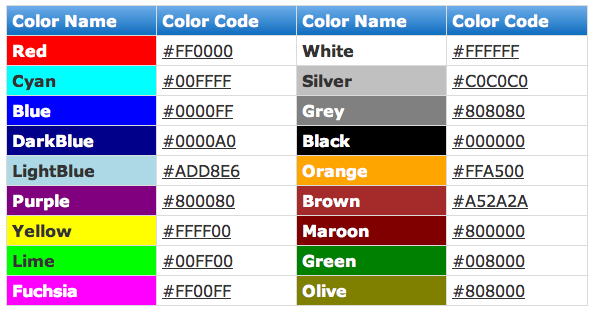 Color Name Color Code Color Name Color Code
Red #FF0000 White #FFFFFF
Cyan #00FFFF Silver #C0C0C0
Blue #0000FF Grey #808080
DarkBlue #0000A0 Black #000000
LightBlue #ADD8E6 Orange #FFA500
Purple #800080 Brown #A52A2A
Yellow #FFFF00 Maroon #800000
Lime #00FF00 Green #008000
Fuchsia #FF00FF Olive #808000